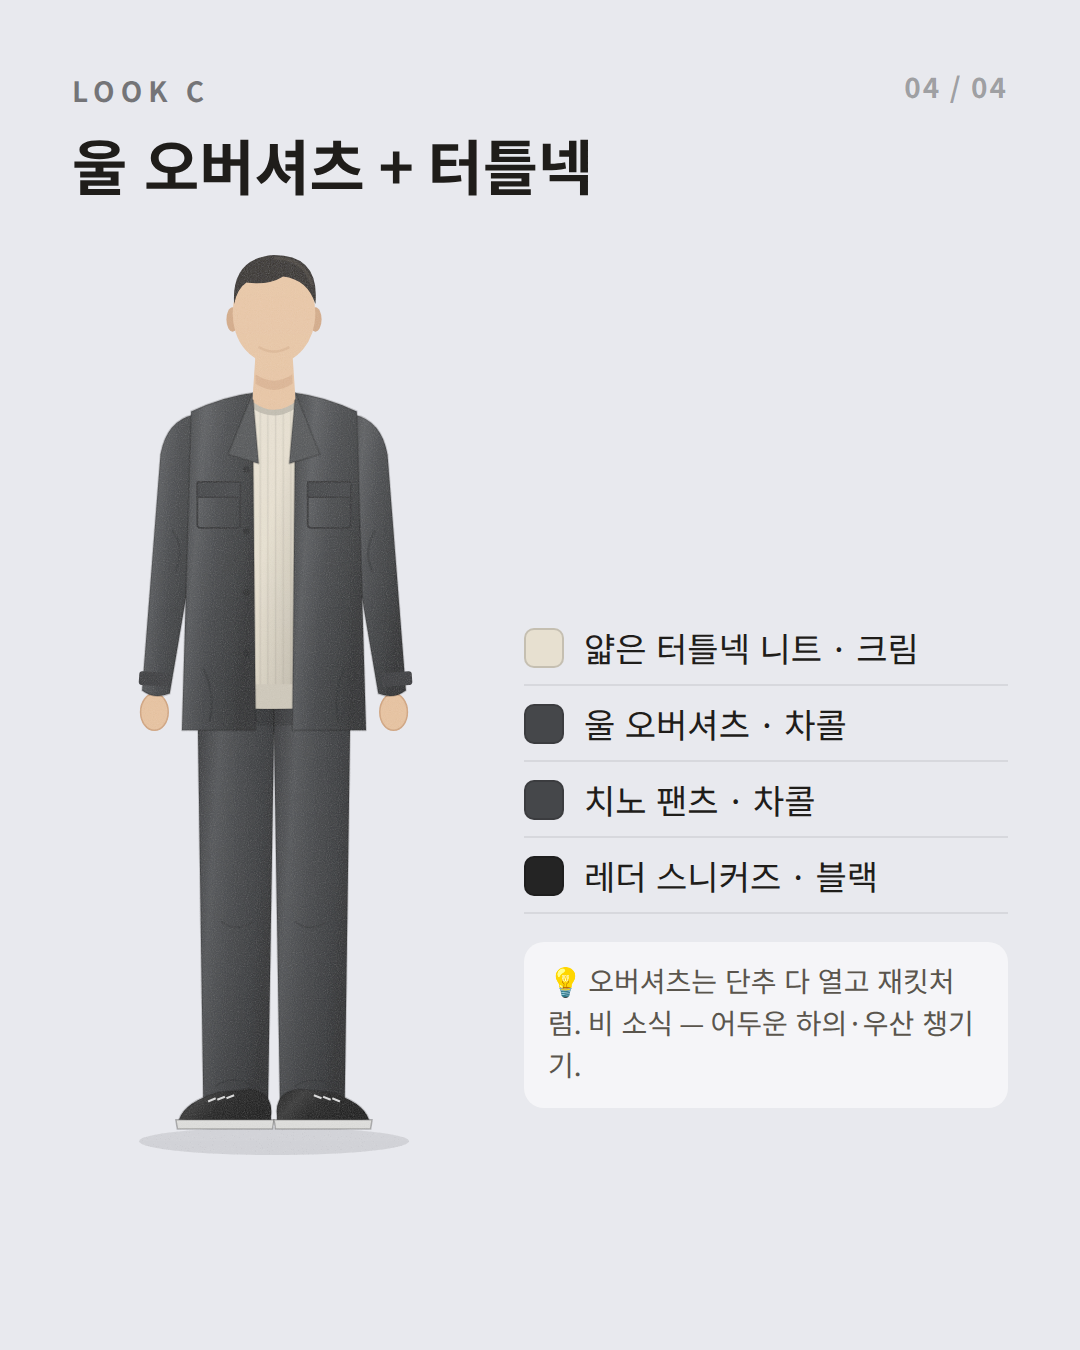 LOOK C
04 / 04
울 오버셔츠 + 터틀넥
얇은 터틀넥 니트 · 크림
울 오버셔츠 · 차콜
치노 팬츠 · 차콜
레더 스니커즈 · 블랙
💡 오버셔츠는 단추 다 열고 재킷처
럼. 비 소식 — 어두운 하의·우산 챙기
기.